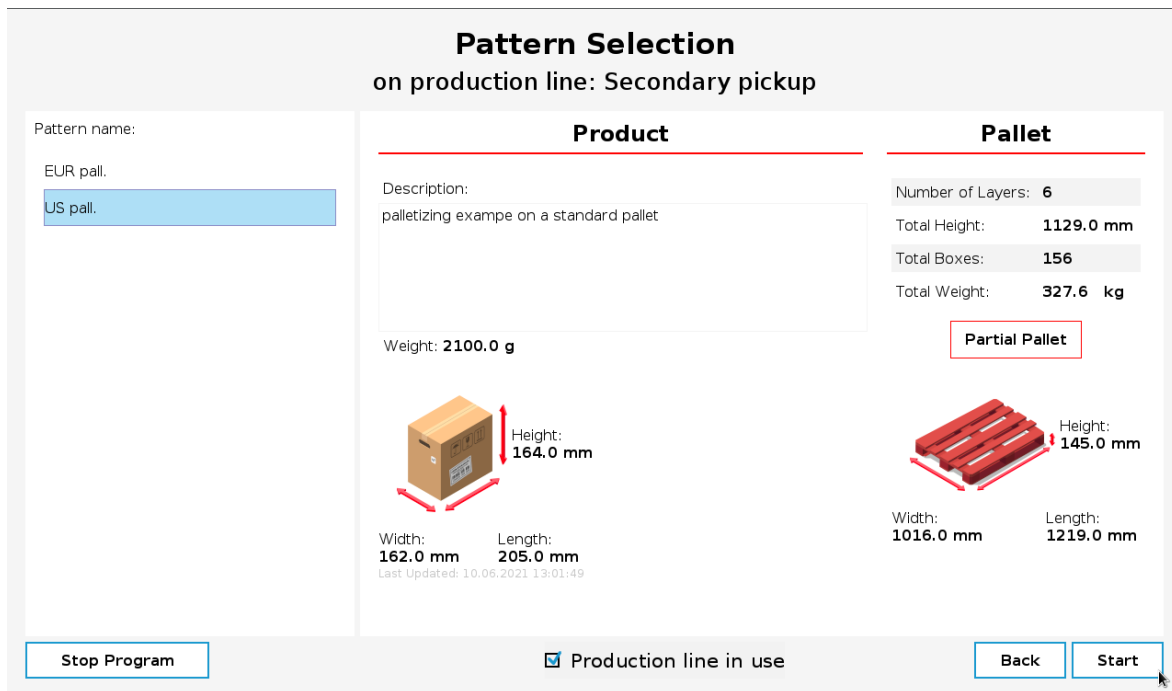 Pattern Selection
on production line: Secondary pickup
Pattern name:
EUR pall.
US pall.
Product
Description:
palletizing exampe on a standard pallet
Weight: 2100.0 g
Height:
164.0 mm
Width:
162.0 mm
Length:
205.0 mm
Last Updated: 10.06.2021 13:01:49
Pallet
Number of Layers: 6
Total Height: 1129.0 mm
Total Boxes: 156
Total Weight: 327.6 kg
Partial Pallet
Height:
145.0 mm
Width:
1016.0 mm
Length:
1219.0 mm
Stop Program
Production line in use
Back
Start